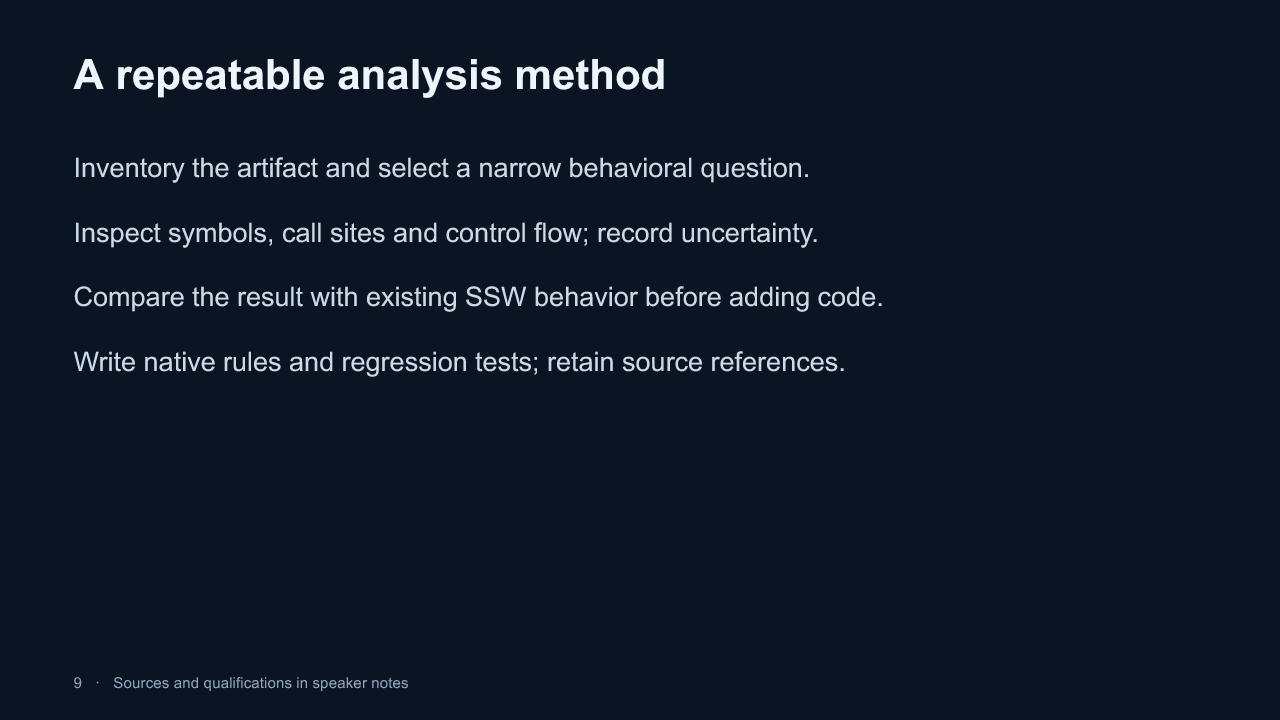 A repeatable analysis method
Inventory the artifact and select a narrow behavioral question.
Inspect symbols, call sites and control flow; record uncertainty.
Compare the result with existing SSW behavior before adding code.
Write native rules and regression tests; retain source references.
9 · Sources and qualifications in speaker notes